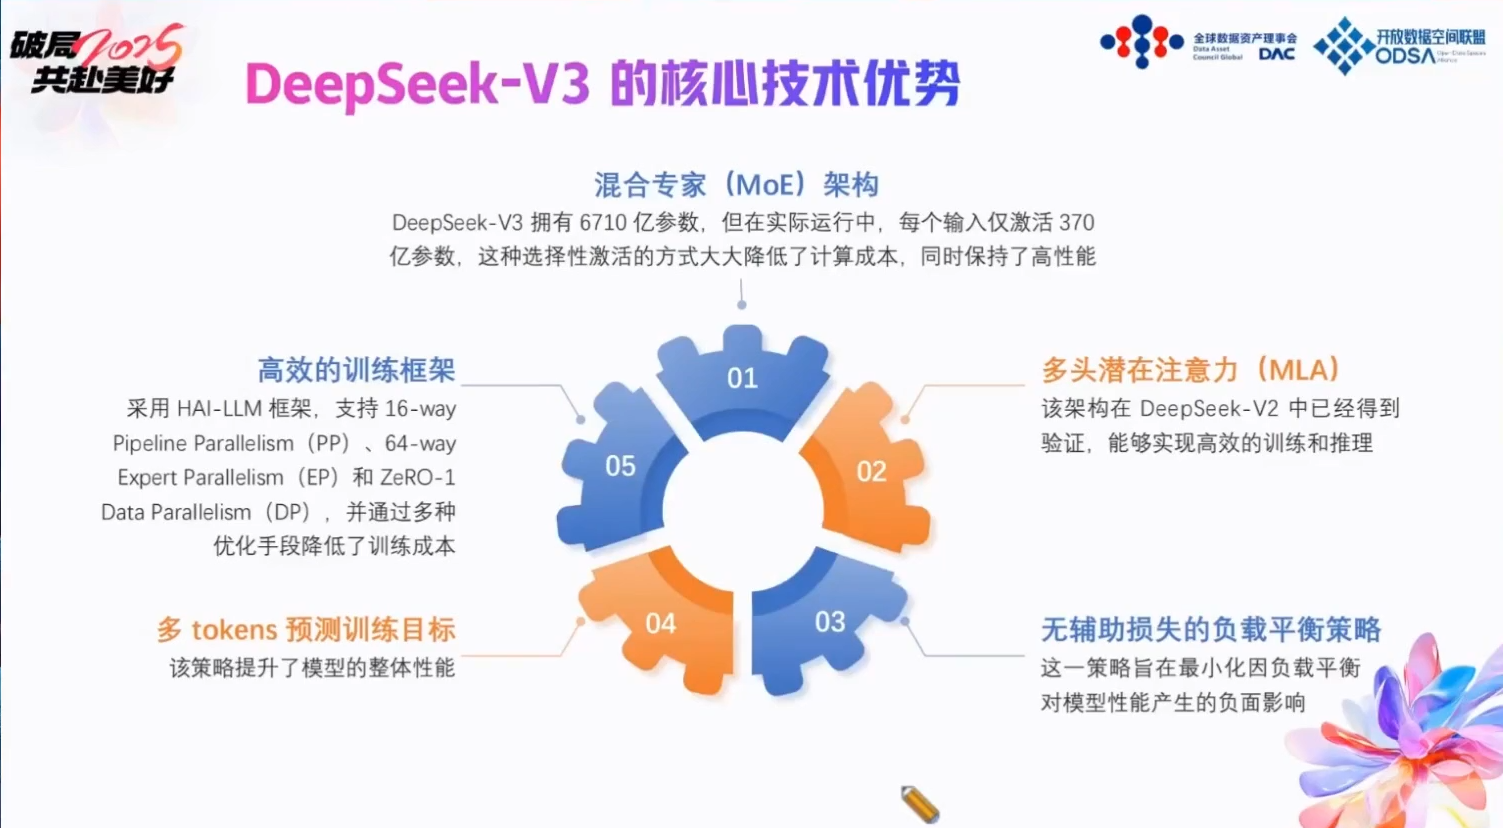 破局2025
共赴美好
DeepSeek-V3 的核心技术优势
全球数据资产理事会
Data Asset
Council Global DAC
开放数据空间联盟
ODSA
混合专家（MoE）架构
DeepSeek-V3 拥有 6710 亿参数，但在实际运行中，每个输入仅激活 370
亿参数，这种选择性激活的方式大大降低了计算成本，同时保持了高性能
01
多头潜在注意力（MLA）
该架构在 DeepSeek-V2 中已经得到
验证，能够实现高效的训练和推理
02
无辅助损失的负载平衡策略
这一策略旨在最小化因负载平衡
对模型性能产生的负面影响
03
多 tokens 预测训练目标
该策略提升了模型的整体性能
04
高效的训练框架
采用 HAI-LLM 框架，支持 16-way
Pipeline Parallelism（PP）、64-way
Expert Parallelism（EP）和 ZeRO-1
Data Parallelism（DP），并通过多种
优化手段降低了训练成本
05